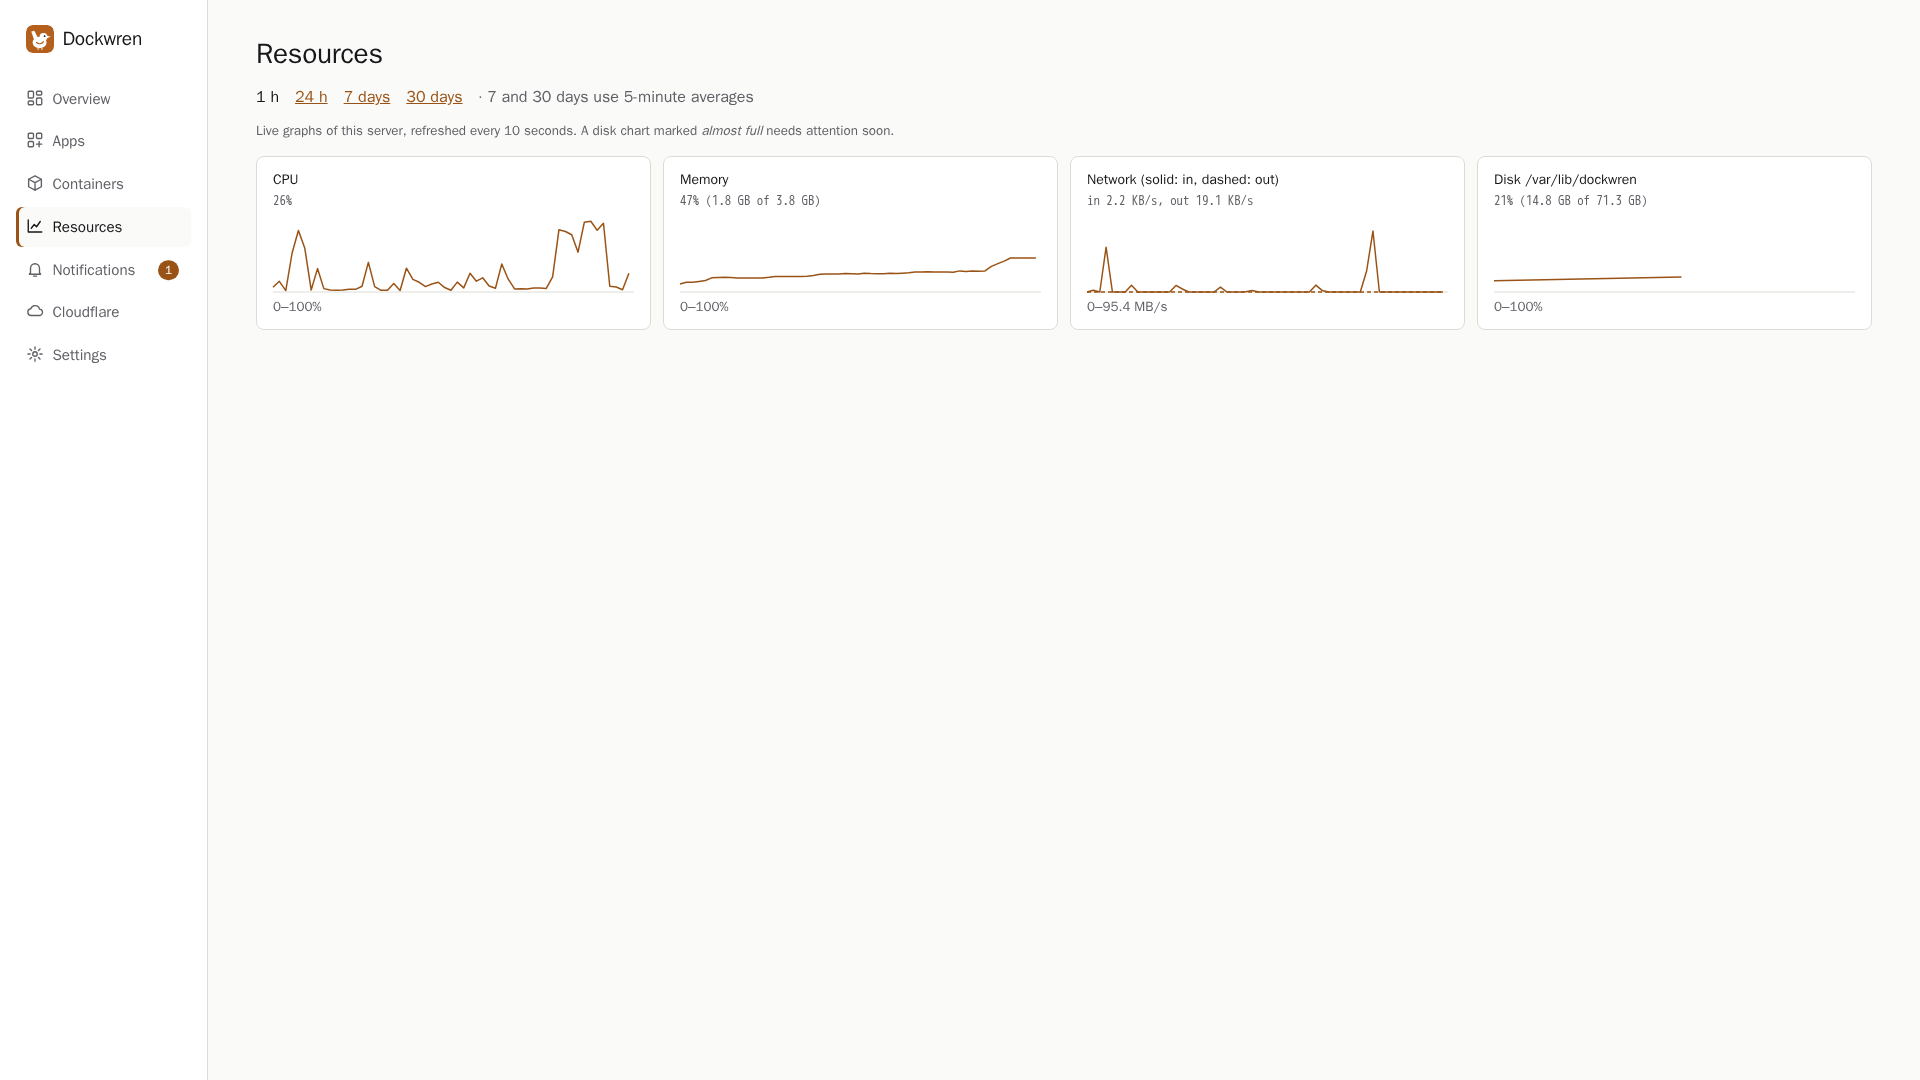 Dockwren
Overview
Apps
Containers
Resources
Notifications 1
Cloudflare
Settings
Resources
1 h 24 h 7 days 30 days · 7 and 30 days use 5-minute averages
Live graphs of this server, refreshed every 10 seconds. A disk chart marked almost full needs attention soon.
CPU
26%
0–100%
Memory
47% (1.8 GB of 3.8 GB)
0–100%
Network (solid: in, dashed: out)
in 2.2 KB/s, out 19.1 KB/s
0–95.4 MB/s
Disk /var/lib/dockwren
21% (14.8 GB of 71.3 GB)
0–100%